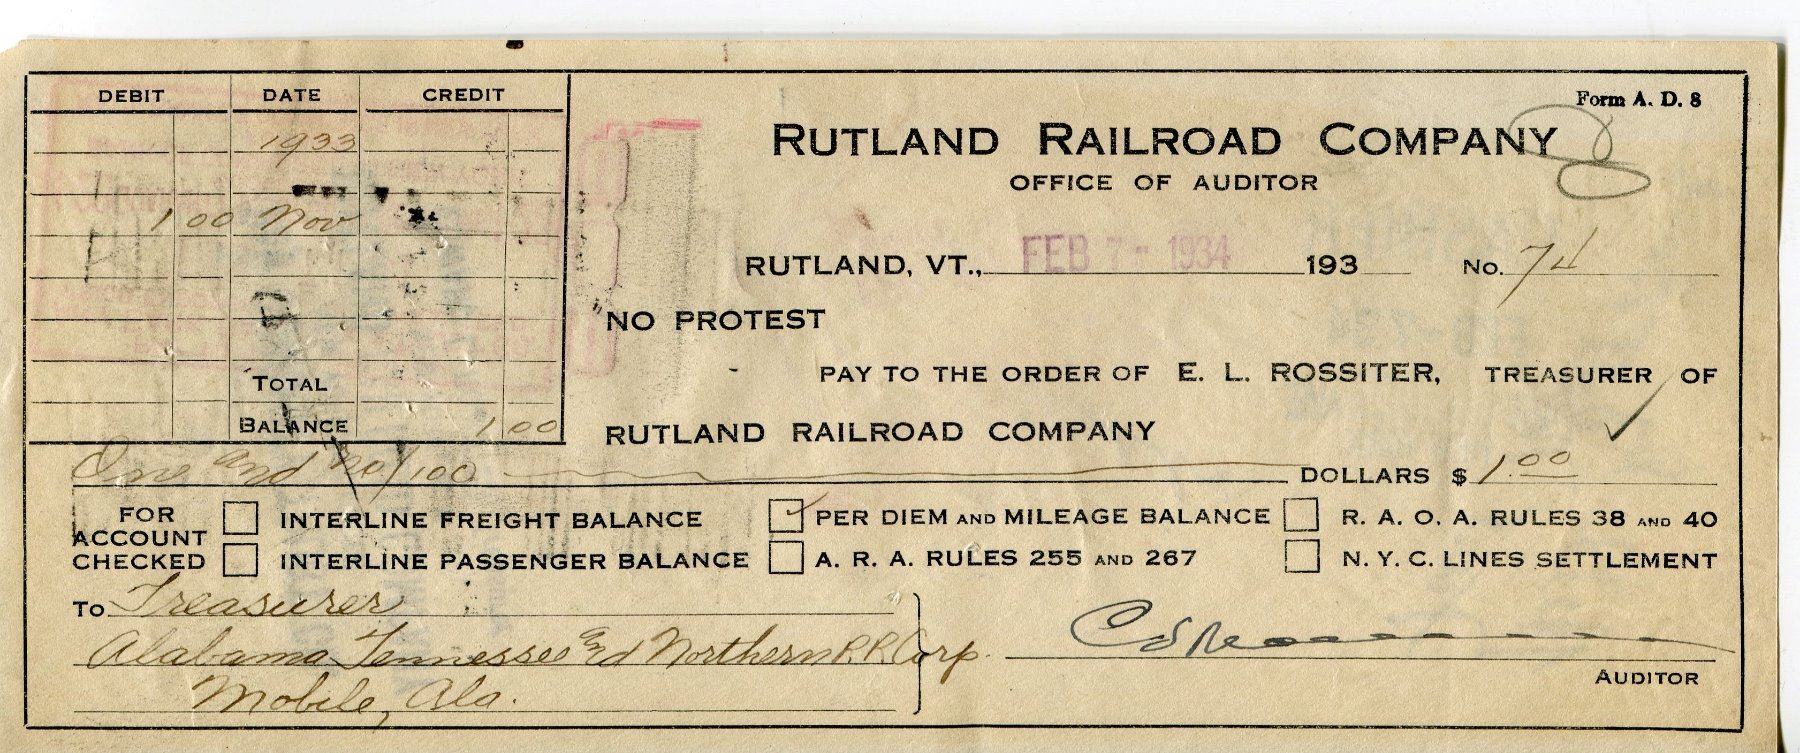 DEBIT DATE CREDIT
1933
1 00 Nov
TOTAL
BALANCE 1 00
Form A. D. 8
RUTLAND RAILROAD COMPANY
OFFICE OF AUDITOR
RUTLAND, VT., FEB 7 - 1934 193 No. 74
NO PROTEST
PAY TO THE ORDER OF E. L. ROSSITER, TREASURER OF
RUTLAND RAILROAD COMPANY
One and no/100 DOLLARS $ 1.00
FOR ACCOUNT CHECKED
INTERLINE FREIGHT BALANCE PER DIEM AND MILEAGE BALANCE R. A. O. A. RULES 38 AND 40
INTERLINE PASSENGER BALANCE A. R. A. RULES 255 AND 267 N. Y. C. LINES SETTLEMENT
To Treasurer
Alabama Tennessee and Northern R.R. Corp.
Mobile, Ala.
AUDITOR